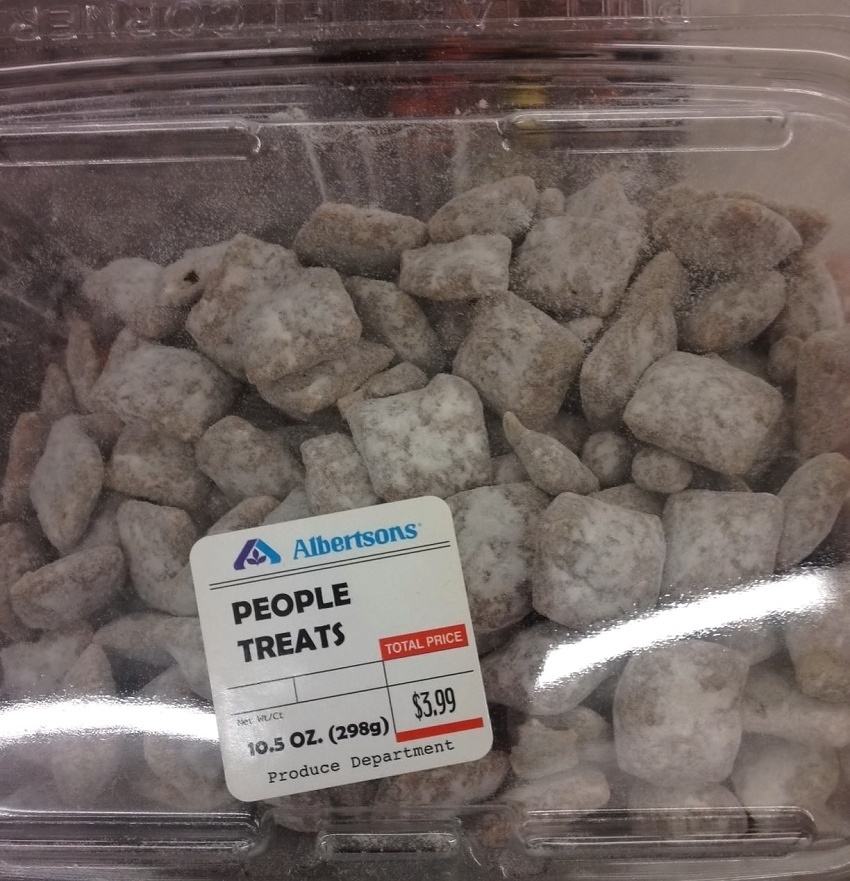 Albertsons®
PEOPLE
TREATS
TOTAL PRICE
Net Wt/Ct
$3.99
10.5 OZ. (298g)
Produce Department